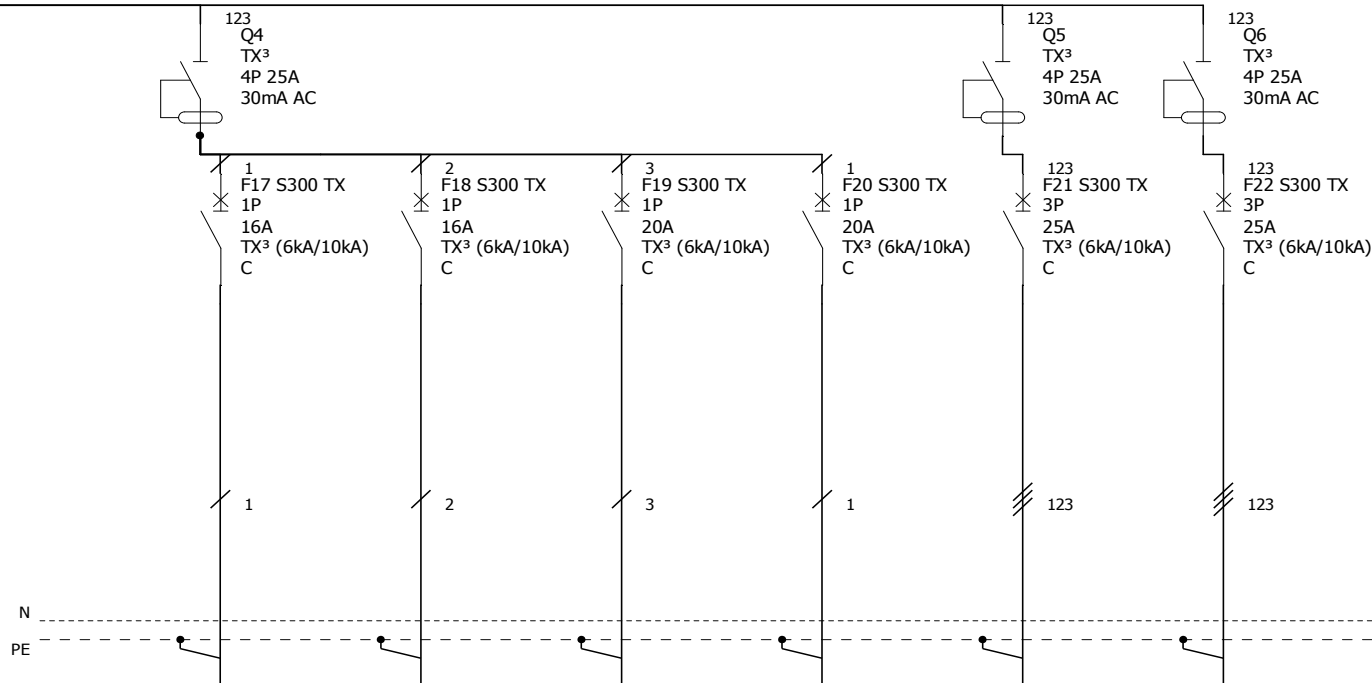 123
Q4
TX³
4P 25A
30mA AC
123
Q5
TX³
4P 25A
30mA AC
123
Q6
TX³
4P 25A
30mA AC
1
F17 S300 TX
1P
16A
TX³ (6kA/10kA)
C
2
F18 S300 TX
1P
16A
TX³ (6kA/10kA)
C
3
F19 S300 TX
1P
20A
TX³ (6kA/10kA)
C
1
F20 S300 TX
1P
20A
TX³ (6kA/10kA)
C
123
F21 S300 TX
3P
25A
TX³ (6kA/10kA)
C
123
F22 S300 TX
3P
25A
TX³ (6kA/10kA)
C
1
2
3
1
123
123
N
PE